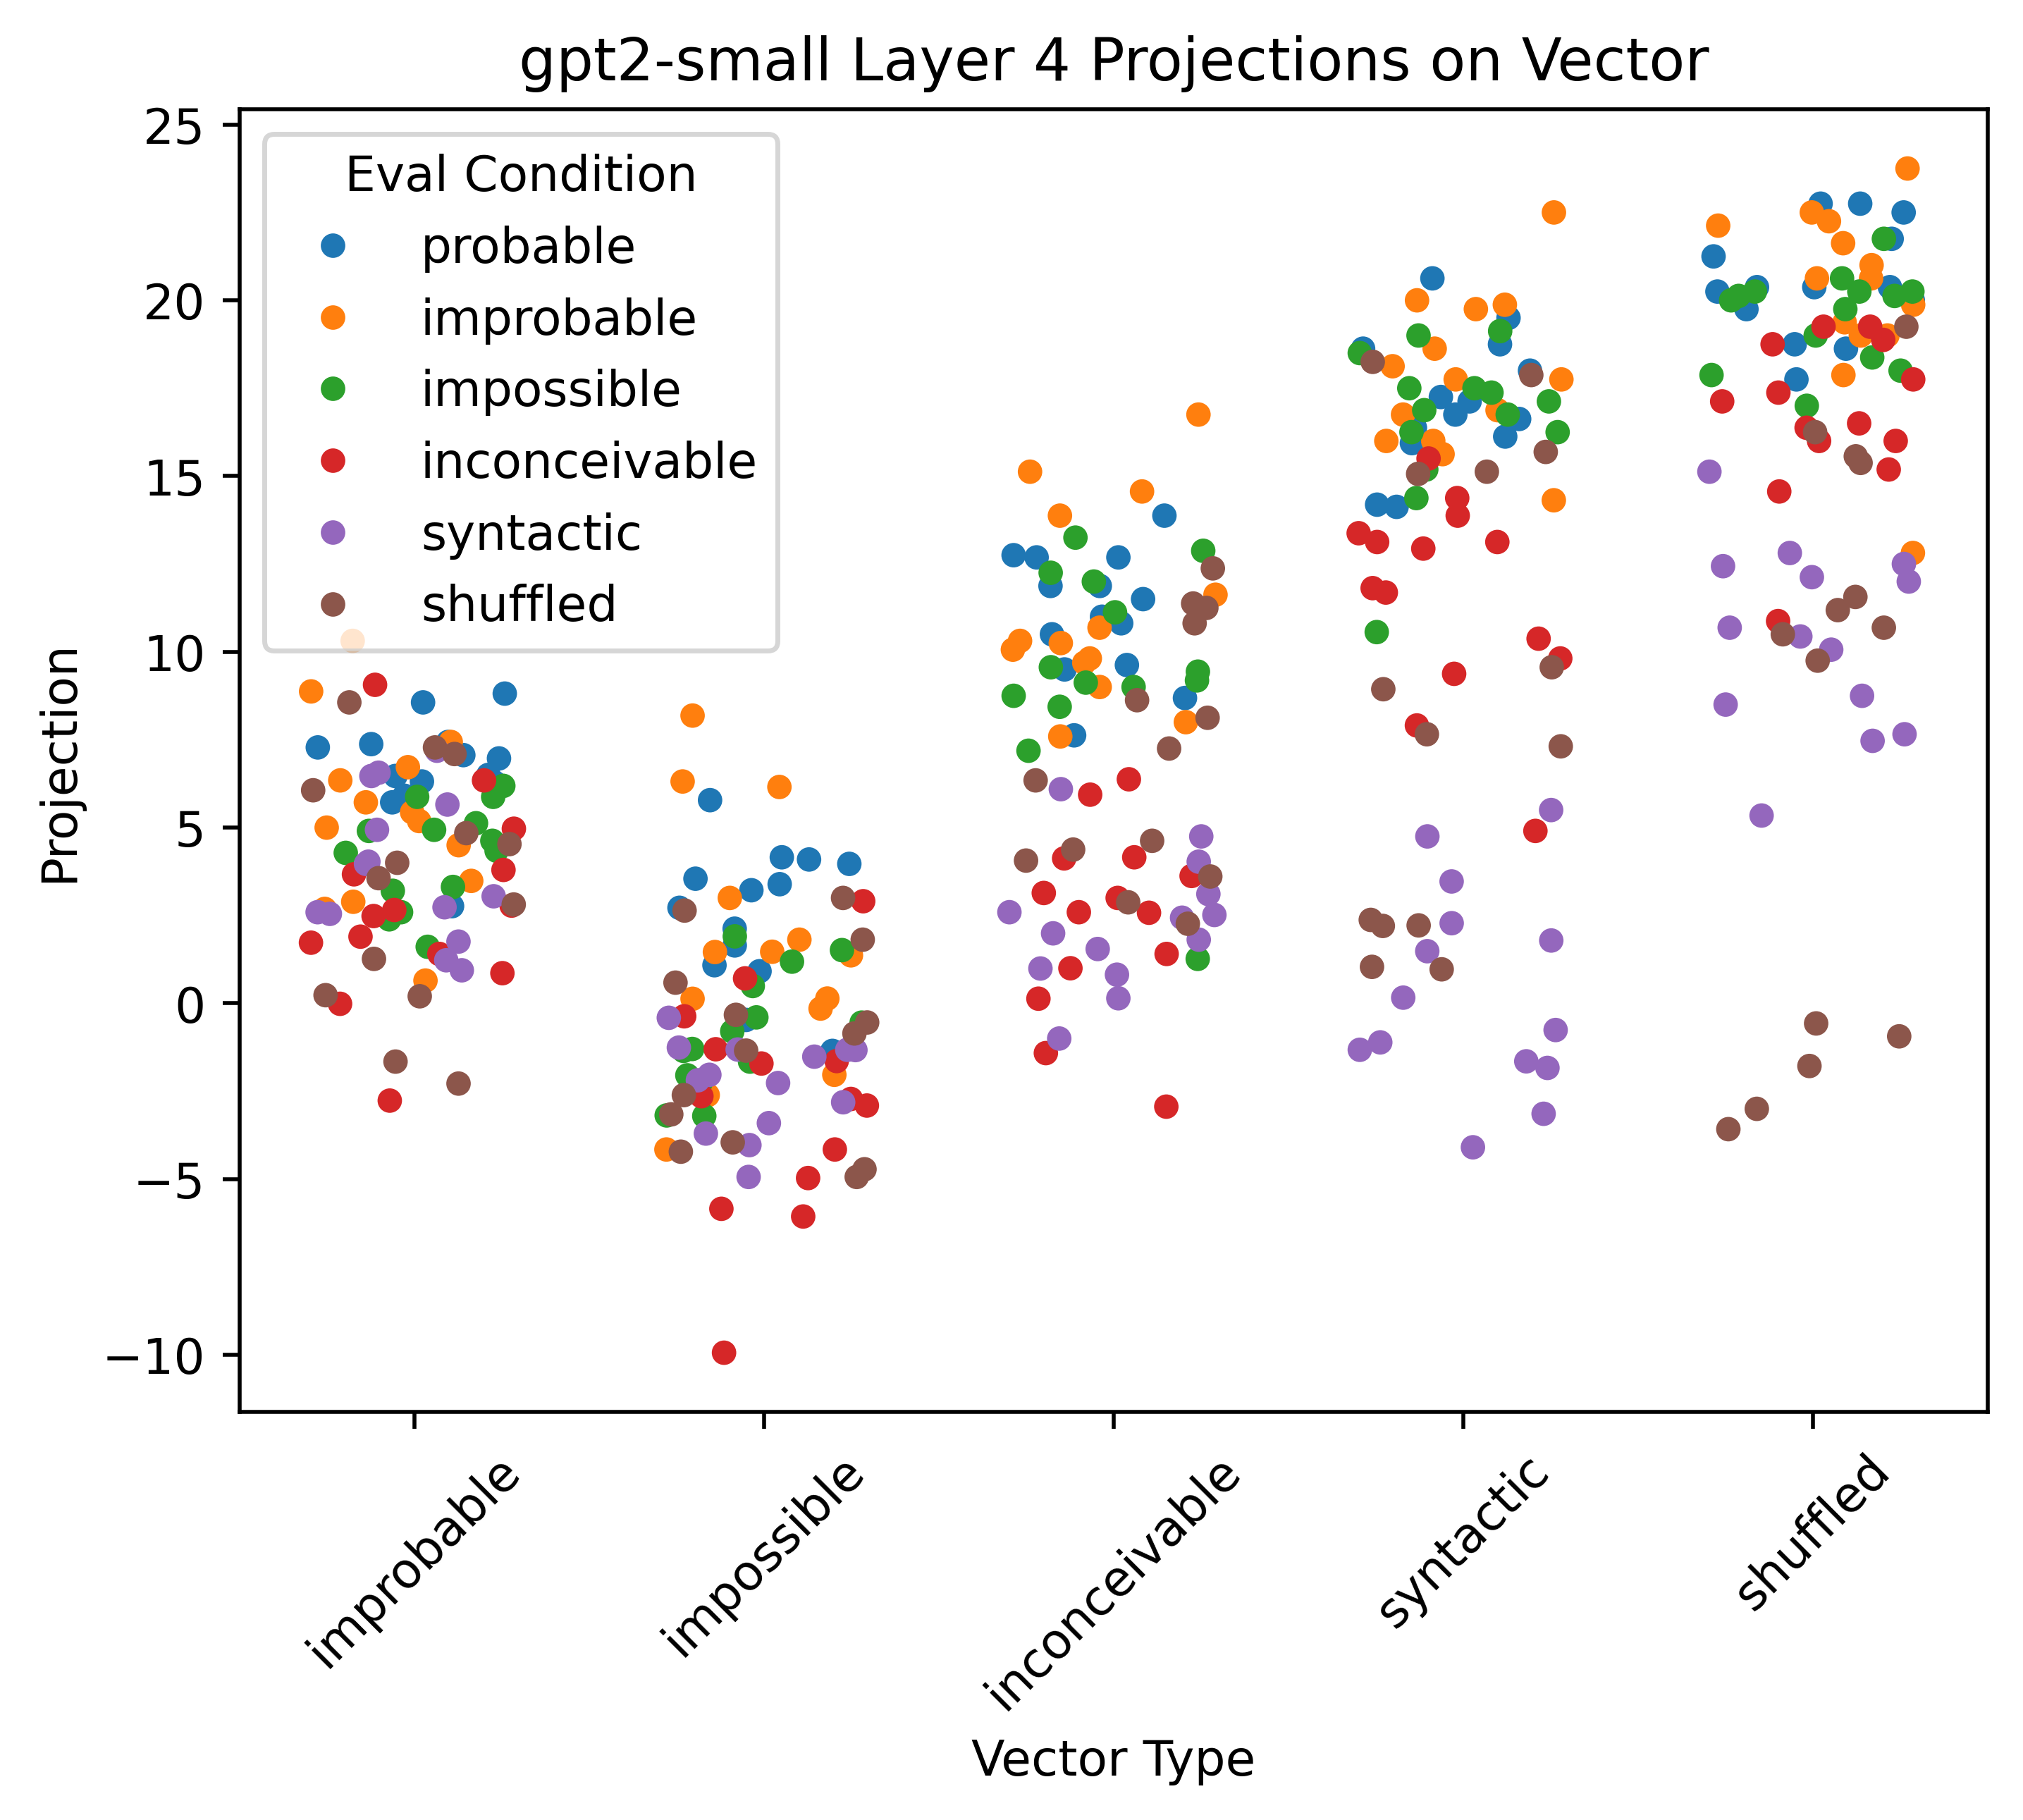 gpt2-small Layer 4 Projections on Vector
25
20
15
10
5
0
−5
−10
Projection
Eval Condition
probable
improbable
impossible
inconceivable
syntactic
shuffled
improbable
impossible
inconceivable
syntactic
shuffled
Vector Type